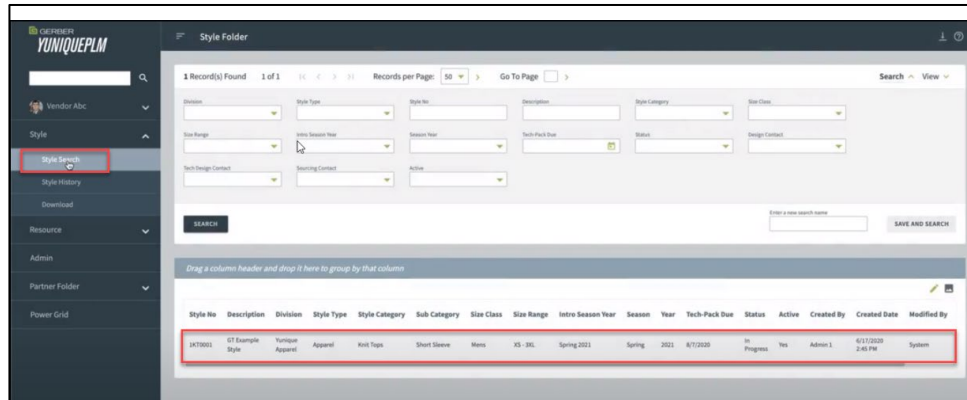 GERBER
YUNIQUEPLM
Style Folder
Vendor Abc
Style
Style Search
Style History
Download
Resource
Admin
Partner Folder
Power Grid
1 Record(s) Found 1 of 1 Records per Page: 50 Go To Page Search View
Division Style Type Style No Description Style Category Size Class
Size Range Intro Season Year Season Year Tech-Pack Due Status Design Contact
Tech Design Contact Sourcing Contact Active
SEARCH
Enter a new search name
SAVE AND SEARCH
Drag a column header and drop it here to group by that column
Style No Description Division Style Type Style Category Sub Category Size Class Size Range Intro Season Year Season Year Tech-Pack Due Status Active Created By Created Date Modified By
1KT0001 GT Example Style Yunique Apparel Apparel Knit Tops Short Sleeve Mens XS - 3XL Spring 2021 Spring 2021 8/7/2020 In Progress Yes Admin 1 6/17/2020 2:45 PM System